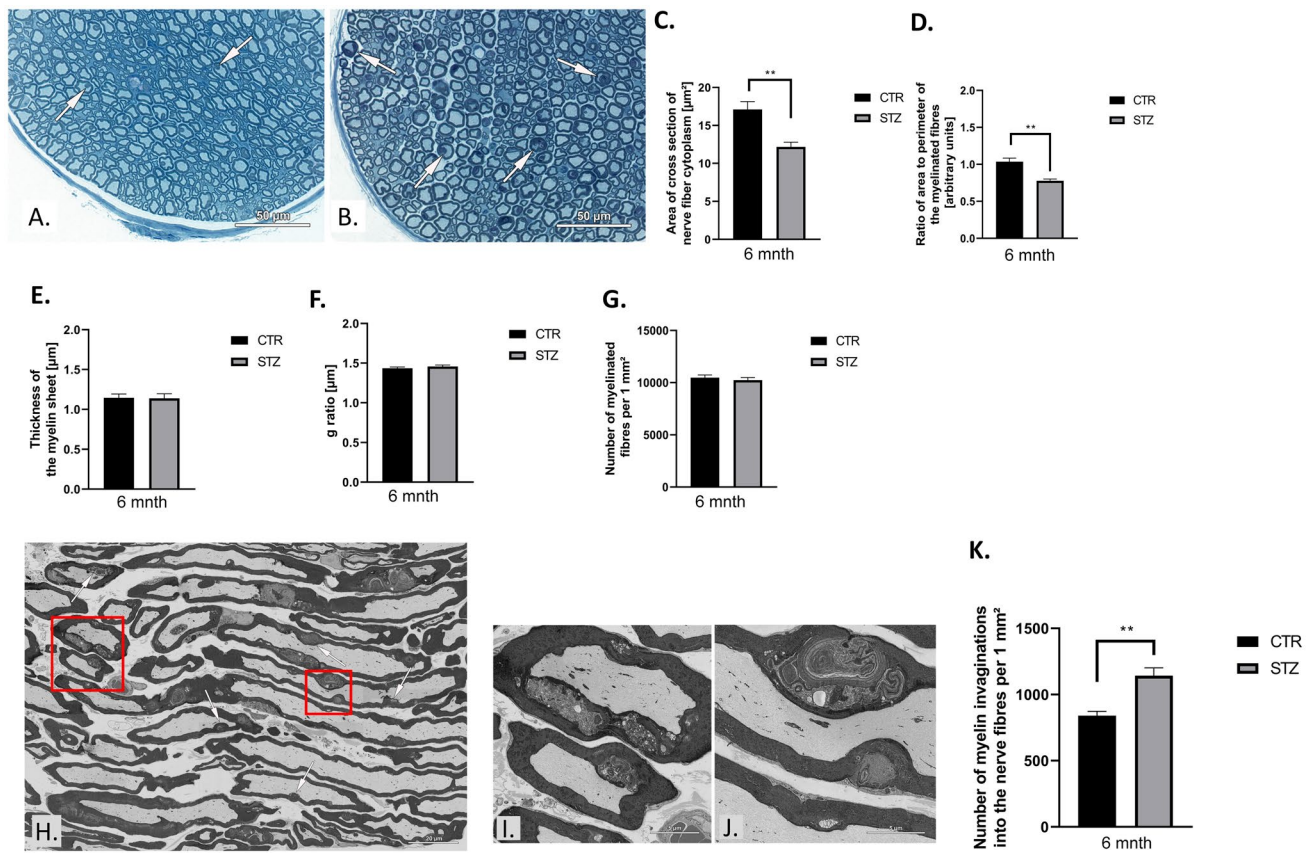 A.
50 µm
B.
50 µm
C.
Area of cross section of
nerve fiber cytoplasm [µm²]
20
15
10
5
0
**
6 mnth
CTR
STZ
D.
Ratio of area to perimeter of
the myelinated fibres
[arbitrary units]
2.0
1.5
1.0
0.5
0.0
**
6 mnth
CTR
STZ
E.
Thickness of
the myelin sheet [µm]
2.0
1.5
1.0
0.5
0.0
6 mnth
CTR
STZ
F.
g ratio [µm]
2.0
1.5
1.0
0.5
0.0
6 mnth
CTR
STZ
G.
Number of myelinated
fibres per 1 mm²
15000
10000
5000
0
6 mnth
CTR
STZ
H.
20 µm
I.
5 µm
J.
5 µm
K.
Number of myelin invaginations
into the nerve fibres per 1 mm²
1500
1000
500
0
**
6 mnth
CTR
STZ